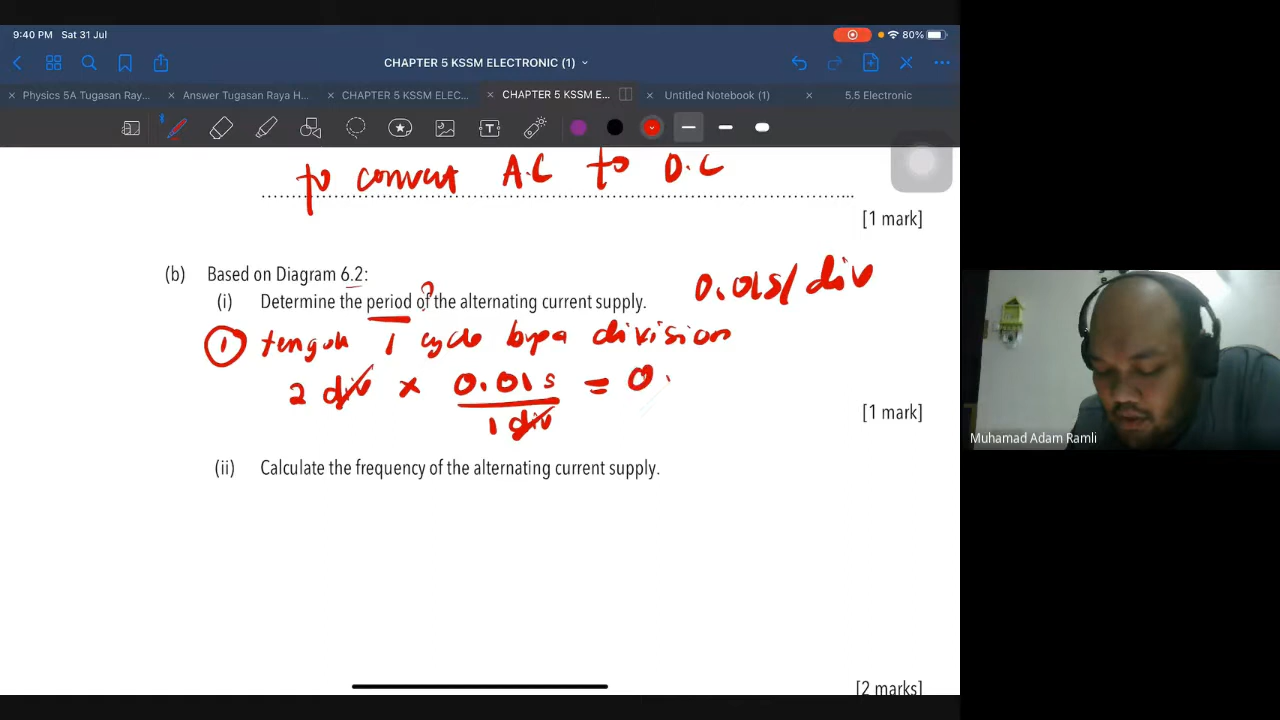 9:40 PM Sat 31 Jul
80%
CHAPTER 5 KSSM ELECTRONIC (1)
Physics 5A Tugasan Ray...
Answer Tugasan Raya H...
CHAPTER 5 KSSM ELEC...
CHAPTER 5 KSSM E...
Untitled Notebook (1)
5.5 Electronic
to convert A.C to D.C
[1 mark]
(b) Based on Diagram 6.2:
0.01s/div
(i) Determine the period of the alternating current supply.
?
1 tengok 1 cycle brpa division
2 div × 0.01s = 0.
1 div
[1 mark]
Muhamad Adam Ramli
(ii) Calculate the frequency of the alternating current supply.
[2 marks]